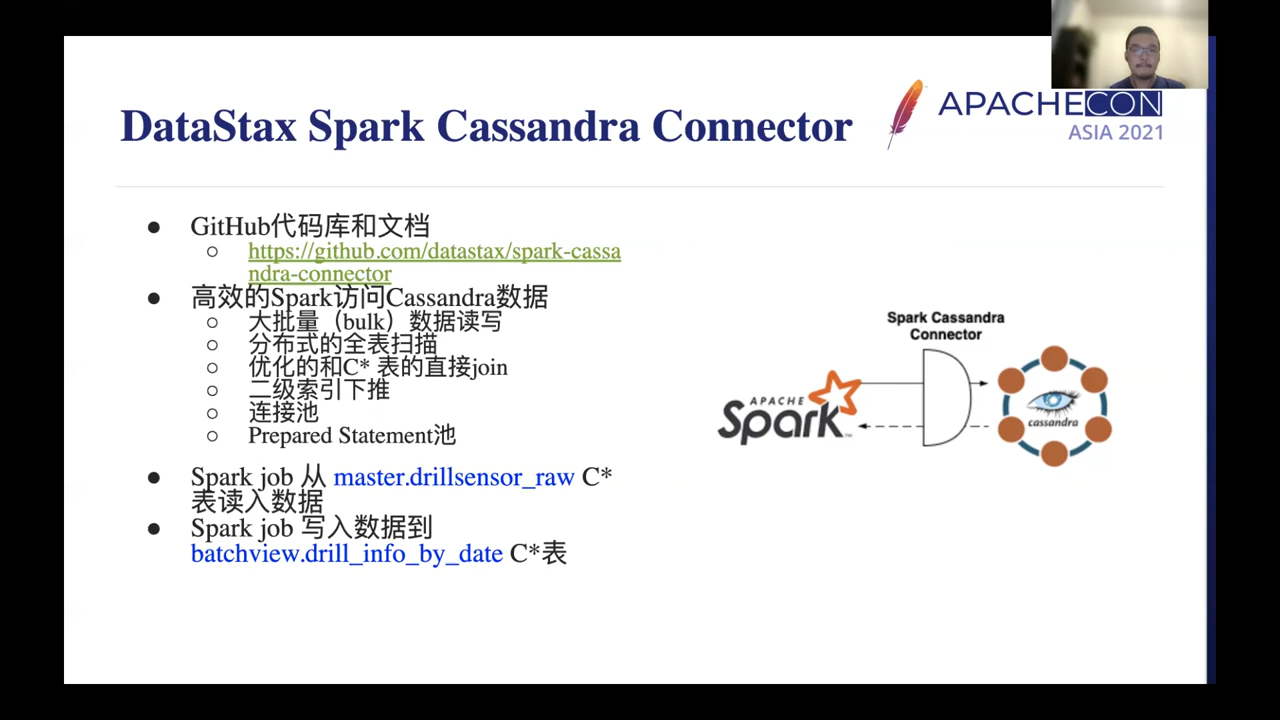 DataStax Spark Cassandra Connector
APACHECON
ASIA 2021
● GitHub代码库和文档
○ https://github.com/datastax/spark-cassa
ndra-connector
● 高效的Spark访问Cassandra数据
○ 大批量（bulk）数据读写
○ 分布式的全表扫描
○ 优化的和C* 表的直接join
○ 二级索引下推
○ 连接池
○ Prepared Statement池
● Spark job 从 master.drillsensor_raw C*
表读入数据
● Spark job 写入数据到
batchview.drill_info_by_date C*表
Spark Cassandra
Connector
APACHE
Spark
cassandra